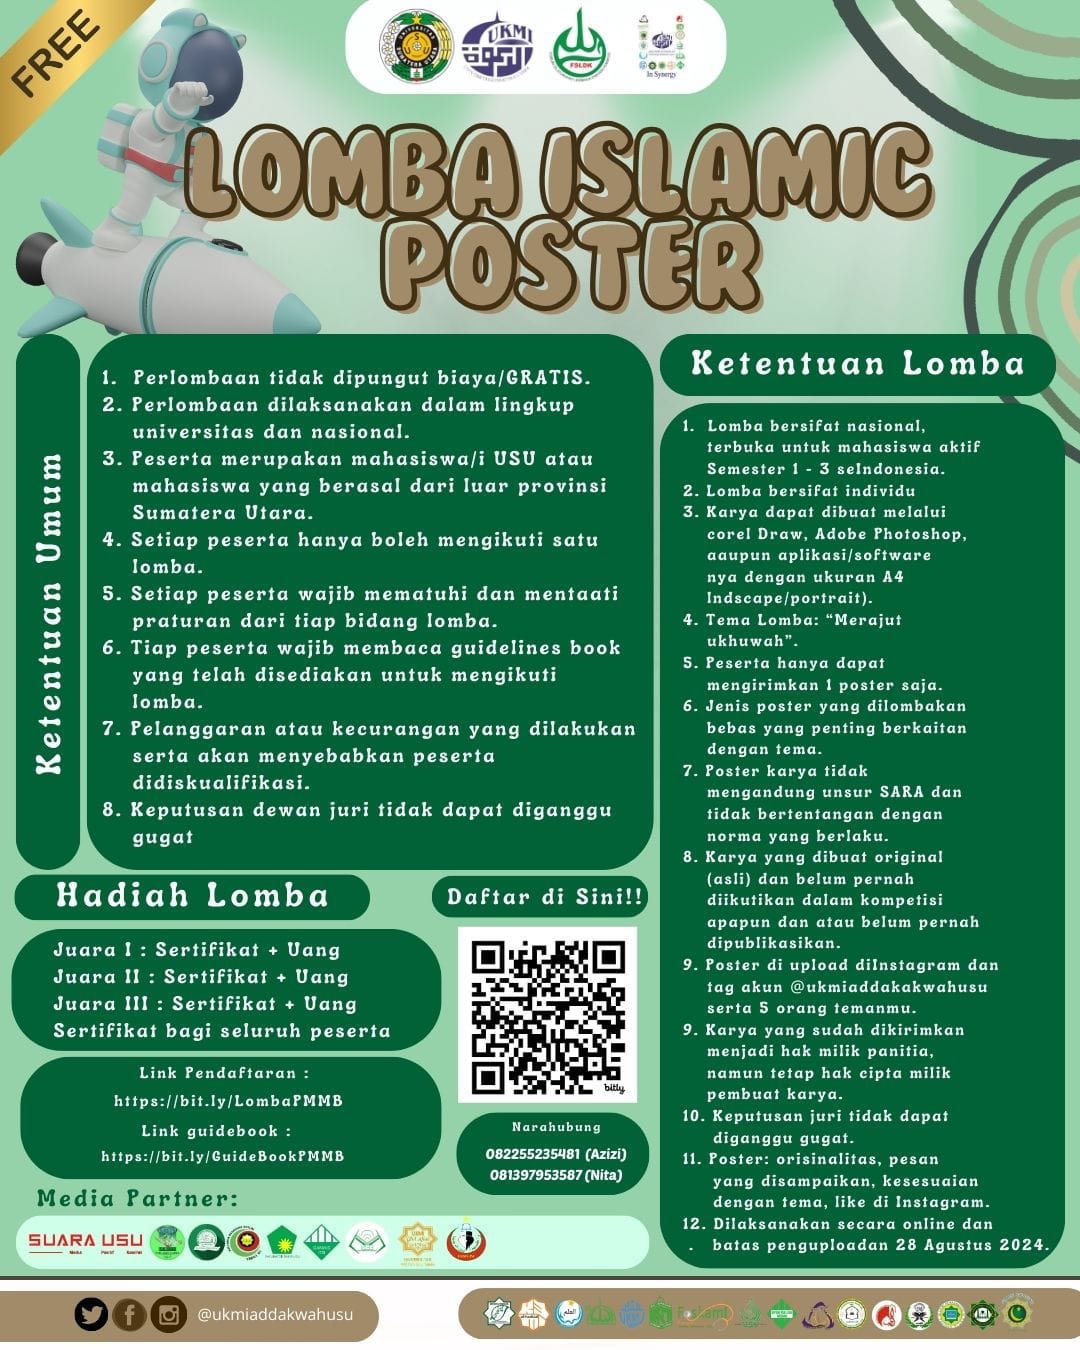 FREE
UKMI
FSLDK
In Synergy
LOMBA ISLAMIC
POSTER
Ketentuan Umum
1. Perlombaan tidak dipungut biaya/GRATIS.
2. Perlombaan dilaksanakan dalam lingkup
universitas dan nasional.
3. Peserta merupakan mahasiswa/i USU atau
mahasiswa yang berasal dari luar provinsi
Sumatera Utara.
4. Setiap peserta hanya boleh mengikuti satu
lomba.
5. Setiap peserta wajib mematuhi dan mentaati
praturan dari tiap bidang lomba.
6. Tiap peserta wajib membaca guidelines book
yang telah disediakan untuk mengikuti
lomba.
7. Pelanggaran atau kecurangan yang dilakukan
serta akan menyebabkan peserta
didiskualifikasi.
8. Keputusan dewan juri tidak dapat diganggu
gugat
Ketentuan Lomba
1. Lomba bersifat nasional,
terbuka untuk mahasiswa aktif
Semester 1 - 3 seIndonesia.
2. Lomba bersifat individu
3. Karya dapat dibuat melalui
corel Draw, Adobe Photoshop,
aaupun aplikasi/software
nya dengan ukuran A4
lndscape/portrait).
4. Tema Lomba: “Merajut
ukhuwah”.
5. Peserta hanya dapat
mengirimkan 1 poster saja.
6. Jenis poster yang dilombakan
bebas yang penting berkaitan
dengan tema.
7. Poster karya tidak
mengandung unsur SARA dan
tidak bertentangan dengan
norma yang berlaku.
8. Karya yang dibuat original
(asli) dan belum pernah
diikutikan dalam kompetisi
apapun dan atau belum pernah
dipublikasikan.
9. Poster di upload diInstagram dan
tag akun @ukmiaddakakwahusu
serta 5 orang temanmu.
9. Karya yang sudah dikirimkan
menjadi hak milik panitia,
namun tetap hak cipta milik
pembuat karya.
10. Keputusan juri tidak dapat
diganggu gugat.
11. Poster: orisinalitas, pesan
yang disampaikan, kesesuaian
dengan tema, like di Instagram.
12. Dilaksanakan secara online dan
. batas penguploadan 28 Agustus 2024.
Hadiah Lomba
Juara I : Sertifikat + Uang
Juara II : Sertifikat + Uang
Juara III : Sertifikat + Uang
Sertifikat bagi seluruh peserta
Link Pendaftaran :
https://bit.ly/LombaPMMB
Link guidebook :
https://bit.ly/GuideBookPMMB
Daftar di Sini!!
bitly
Narahubung
082255235481 (Azizi)
081397953587 (Nita)
Media Partner:
SUARA USU
@ukmiaddakwahusu